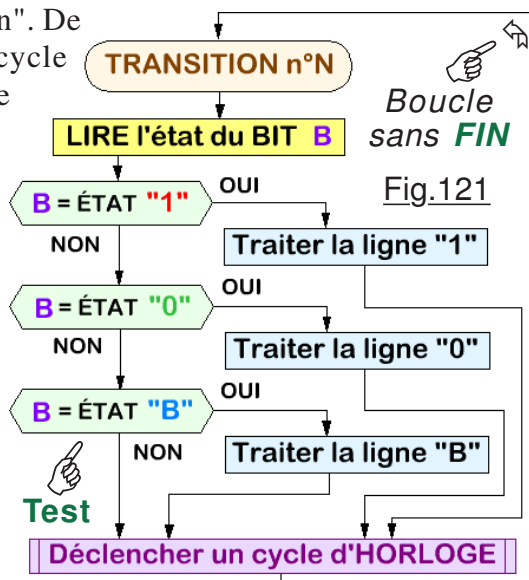 n". De
cycle
e
TRANSITION n°N
Boucle
sans FIN
LIRE l'état du BIT B
Fig.121
B = ÉTAT "1"
OUI
NON
Traiter la ligne "1"
B = ÉTAT "0"
OUI
NON
Traiter la ligne "0"
B = ÉTAT "B"
OUI
NON
Traiter la ligne "B"
Test
Déclencher un cycle d'HORLOGE